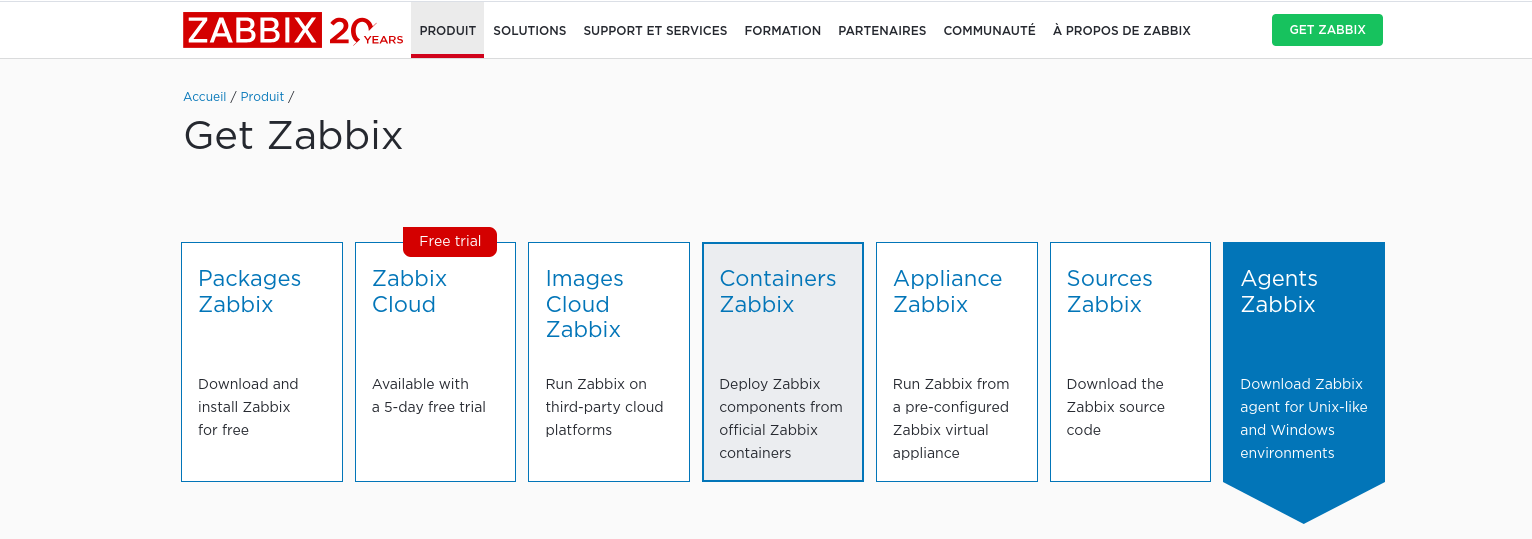 ZABBIX 20 YEARS PRODUIT SOLUTIONS SUPPORT ET SERVICES FORMATION PARTENAIRES COMMUNAUTÉ À PROPOS DE ZABBIX GET ZABBIX
Accueil / Produit /
Get Zabbix
Packages
Zabbix
Download and
install Zabbix
for free
Free trial
Zabbix
Cloud
Available with
a 5-day free trial
Images
Cloud
Zabbix
Run Zabbix on
third-party cloud
platforms
Containers
Zabbix
Deploy Zabbix
components from
official Zabbix
containers
Appliance
Zabbix
Run Zabbix from
a pre-configured
Zabbix virtual
appliance
Sources
Zabbix
Download the
Zabbix source
code
Agents
Zabbix
Download Zabbix
agent for Unix-like
and Windows
environments